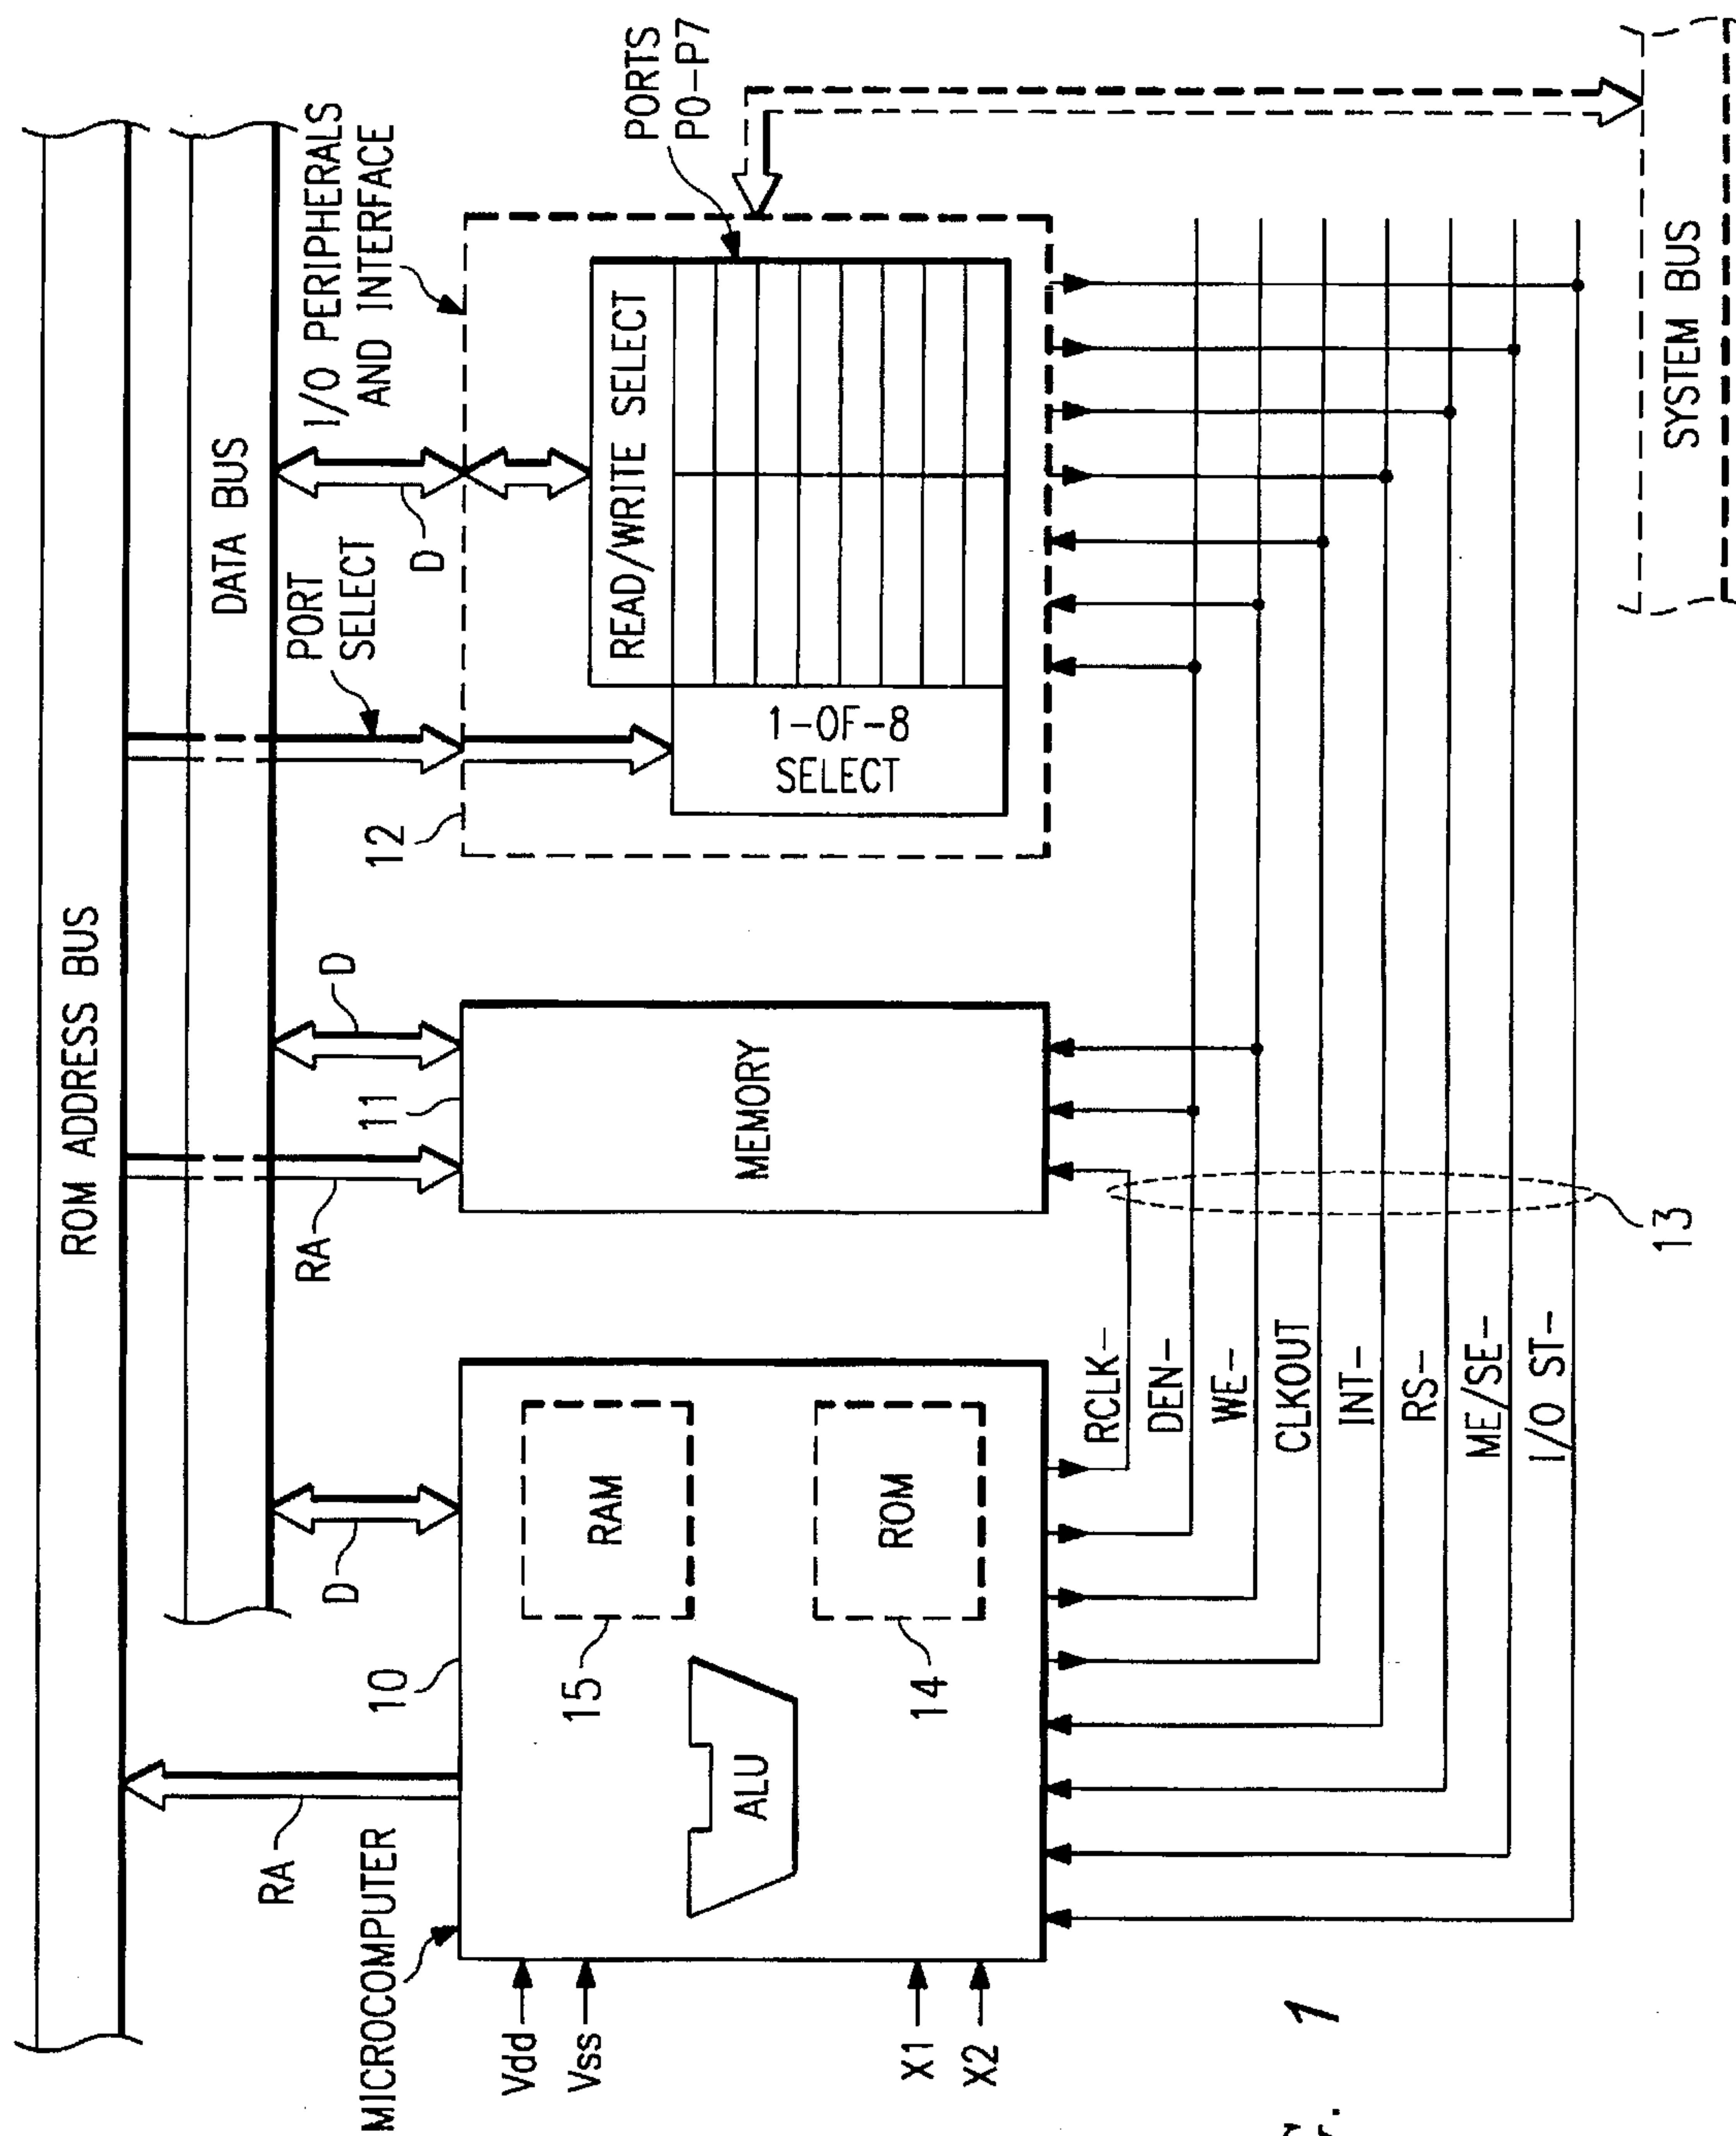 ROM ADDRESS BUS
DATA BUS
RA
D
RA
D
PORT
SELECT
D
I/O PERIPHERALS
AND INTERFACE
PORTS
P0-P7
MICROCOMPUTER
10
11
12
Vdd
Vss
X1
X2
RAM
15
ALU
ROM
14
MEMORY
READ/WRITE SELECT
1-OF-8
SELECT
RCLK-
DEN-
WE-
CLKOUT
INT-
RS-
ME/SE-
I/O ST-
13
SYSTEM BUS
1